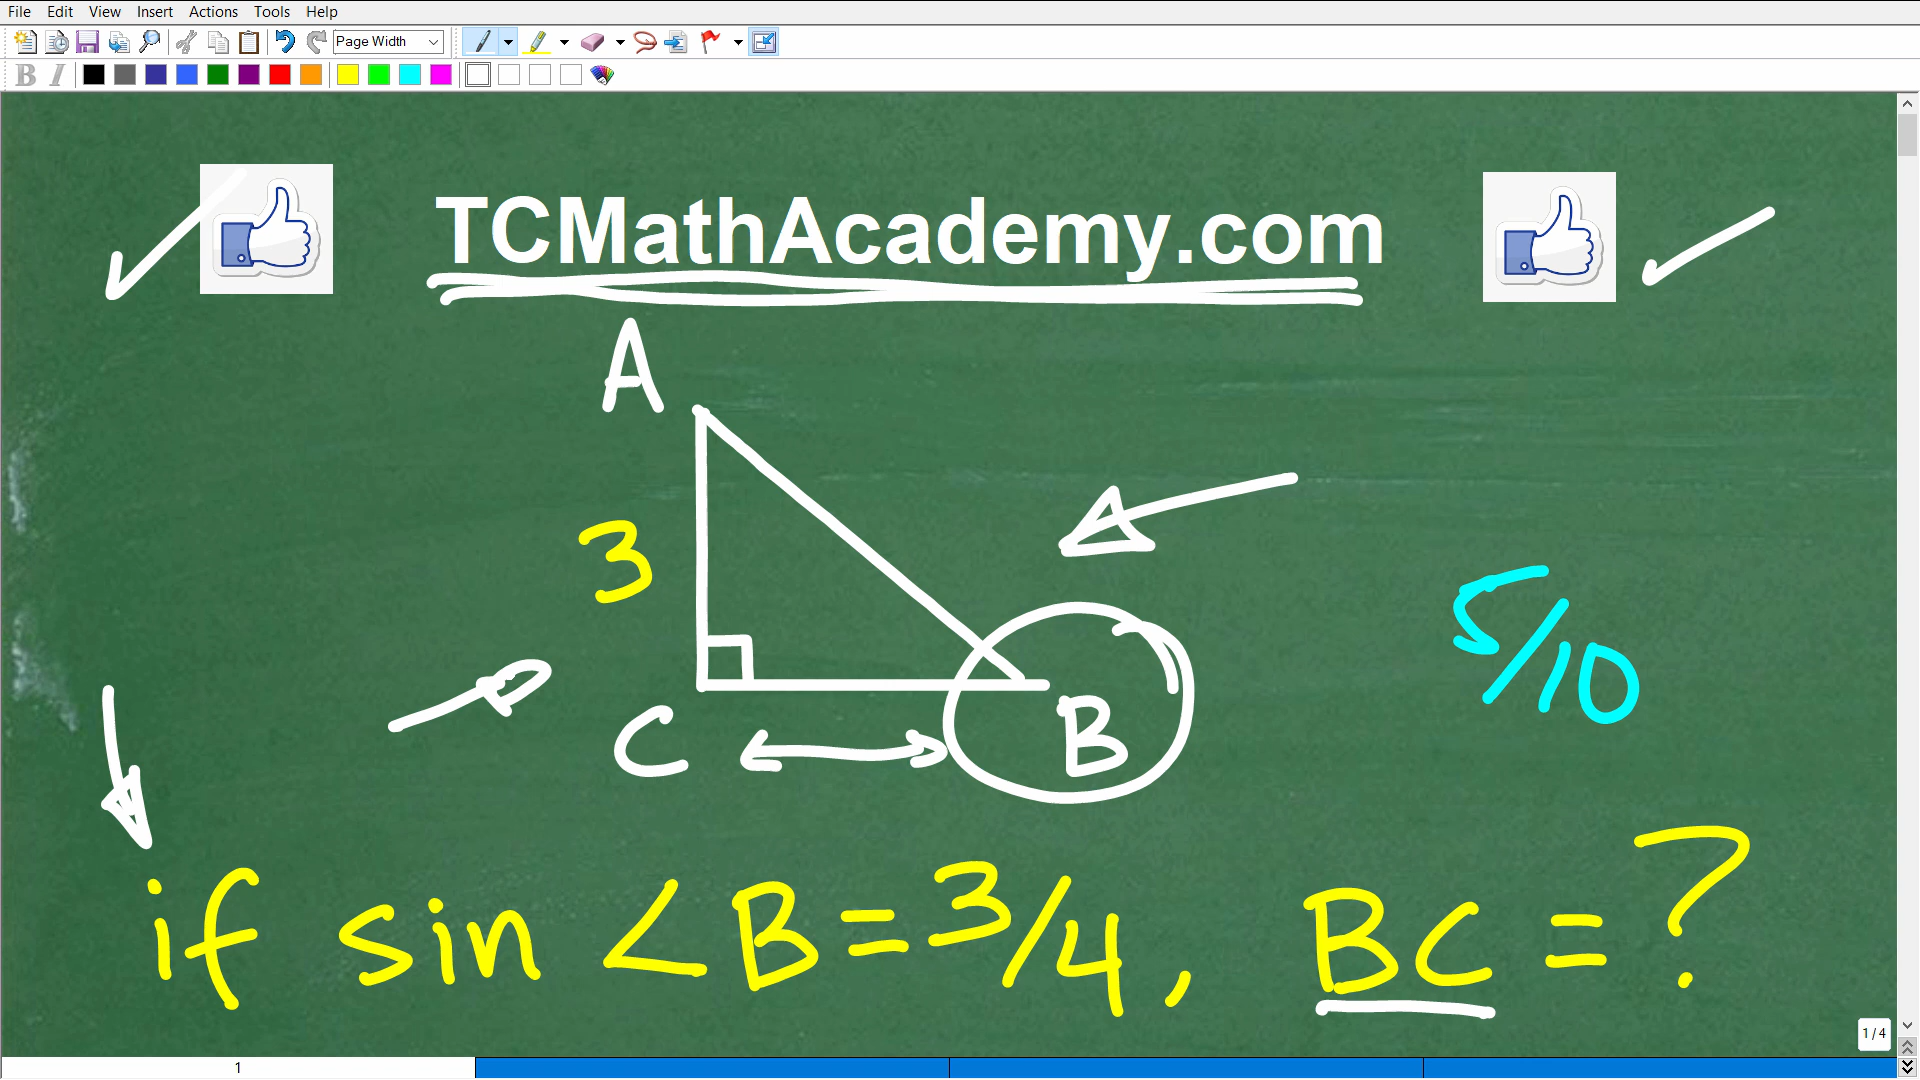 File Edit View Insert Actions Tools Help
Page Width
B I
TCMathAcademy.com
A
3
5/10
C B
if sin ∠B=3/4, BC=?
1 / 4
1